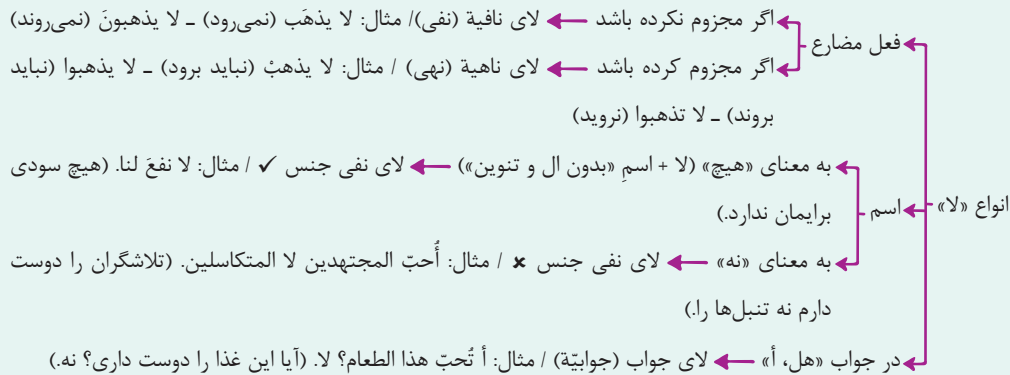 اگر مجزوم نکرده باشد ← لای نافیة (نفی)/ مثال: لا یذهَب (نمی‌رود) ـ لا یذهبونَ (نمی‌روند)
فعل مضارع
اگر مجزوم کرده باشد ← لای ناهیة (نهی) / مثال: لا یذهبْ (نباید برود) ـ لا یذهبوا (نباید
بروند) ـ لا تذهبوا (نروید)
به معنای «هیچ» (لا + اسمِ «بدون ال و تنوین») ← لای نفی جنس ✓ / مثال: لا نفعَ لنا. (هیچ سودی
انواع «لا»
اسم
برایمان ندارد.)
به معنای «نه» ← لای نفی جنس × / مثال: أُحبّ المجتهدین لا المتکاسلین. (تلاشگران را دوست
دارم نه تنبل‌ها را.)
در جواب «هل، أ» ← لای جواب (جوابیّة) / مثال: أ تُحبّ هذا الطعام؟ لا. (آیا این غذا را دوست داری؟ نه.)